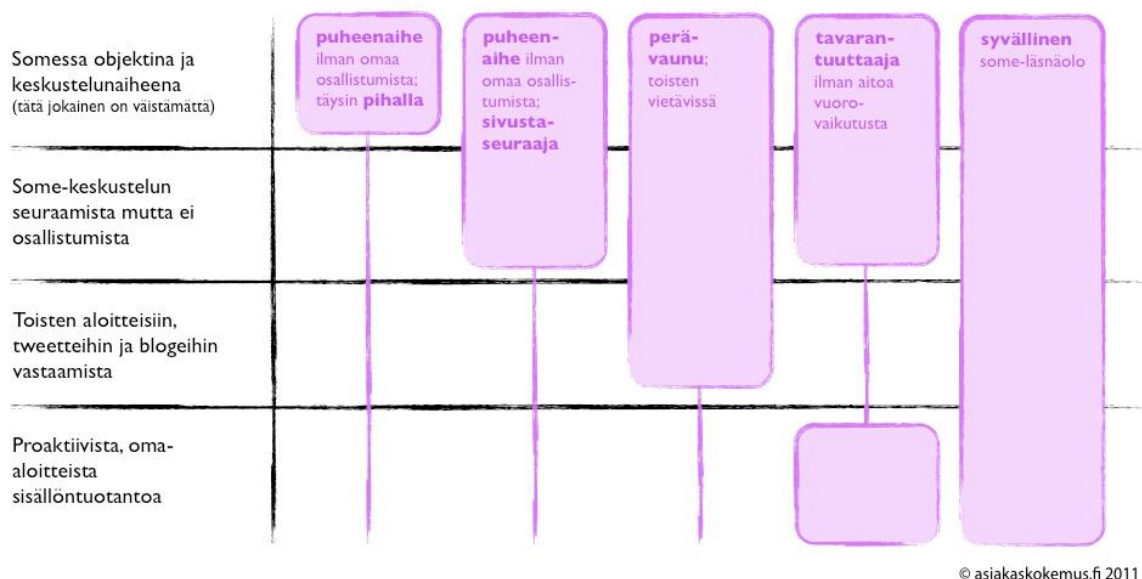 Somessa objektina ja
keskustelunaiheena
(tätä jokainen on väistämättä)
puheenaihe
ilman omaa
osallistumista;
täysin pihalla
puheen-
aihe ilman
omaa osallis-
tumista;
sivusta-
seuraaja
perä-
vaunu;
toisten
vietävissä
tavaran-
tuuttaaja
ilman aitoa
vuoro-
vaikutusta
syvällinen
some-läsnäolo
Some-keskustelun
seuraamista mutta ei
osallistumista
Toisten aloitteisiin,
tweetteihin ja blogeihin
vastaamista
Proaktiivista, oma-
aloitteista
sisällöntuotantoa
© asiakaskokemus.fi 2011